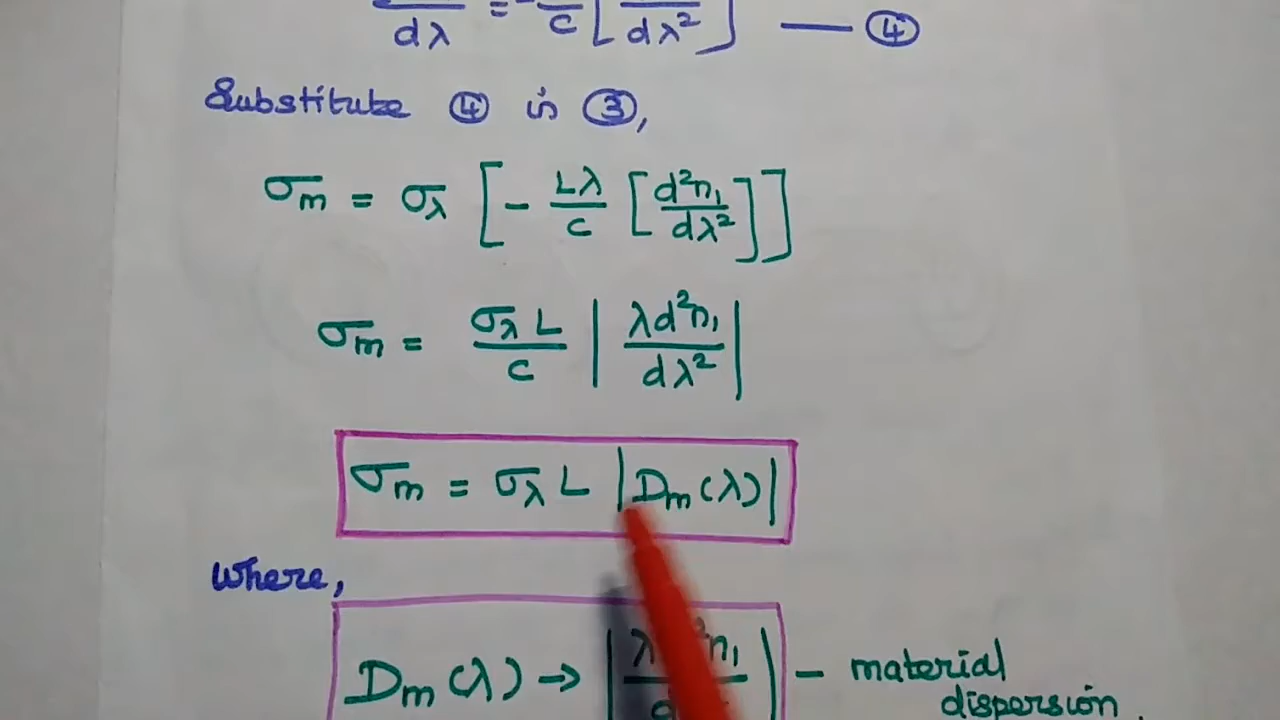 dλ = - C [ dλ² ] — ④
Substitute ④ in ③,
σm = σλ [ - Lλ/c [ d²n₁/dλ² ] ]
σm = σλ L/c | λd²n₁/dλ² |
σm = σλ L | Dm(λ) |
Where,
Dm(λ) → | λ n₁ | - material
dispersion.